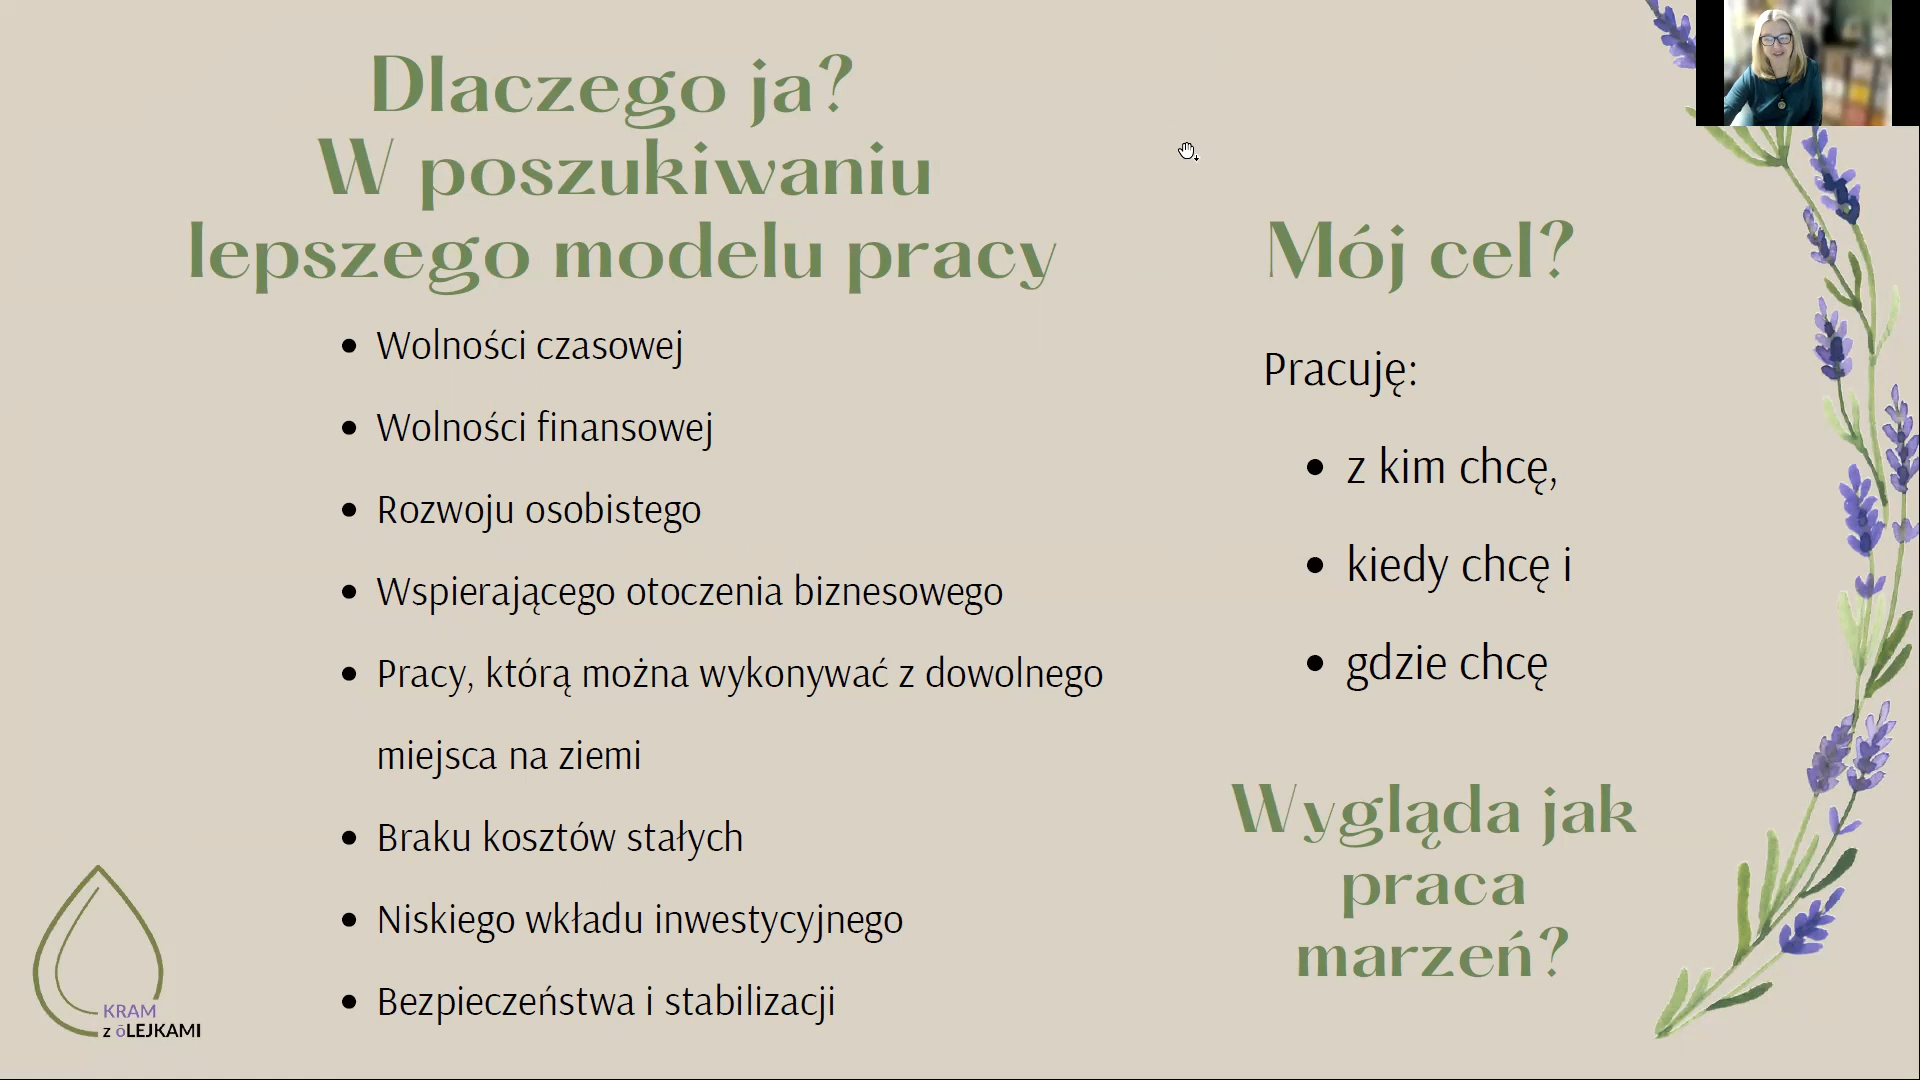 Dlaczego ja?
W poszukiwaniu
lepszego modelu pracy
Wolności czasowej
Wolności finansowej
Rozwoju osobistego
Wspierającego otoczenia biznesowego
Pracy, którą można wykonywać z dowolnego
miejsca na ziemi
Braku kosztów stałych
Niskiego wkładu inwestycyjnego
Bezpieczeństwa i stabilizacji
Mój cel?
Pracuję:
z kim chcę,
kiedy chcę i
gdzie chcę
Wygląda jak
praca
marzeń?
KRAM
z ōLEJKAMI